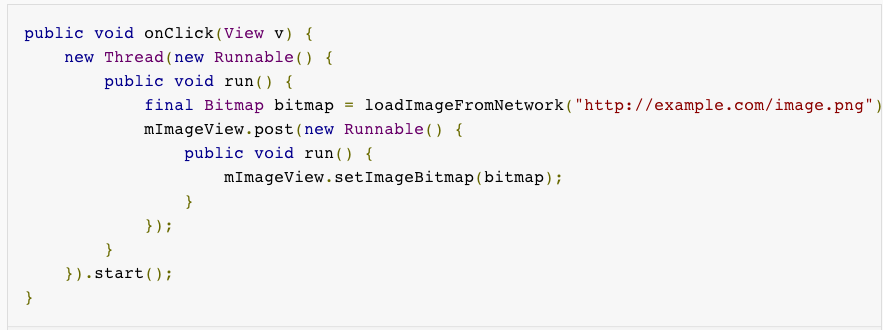 public void onClick(View v) {
    new Thread(new Runnable() {
        public void run() {
            final Bitmap bitmap = loadImageFromNetwork("http://example.com/image.png")
            mImageView.post(new Runnable() {
                public void run() {
                    mImageView.setImageBitmap(bitmap);
                }
            });
        }
    }).start();
}